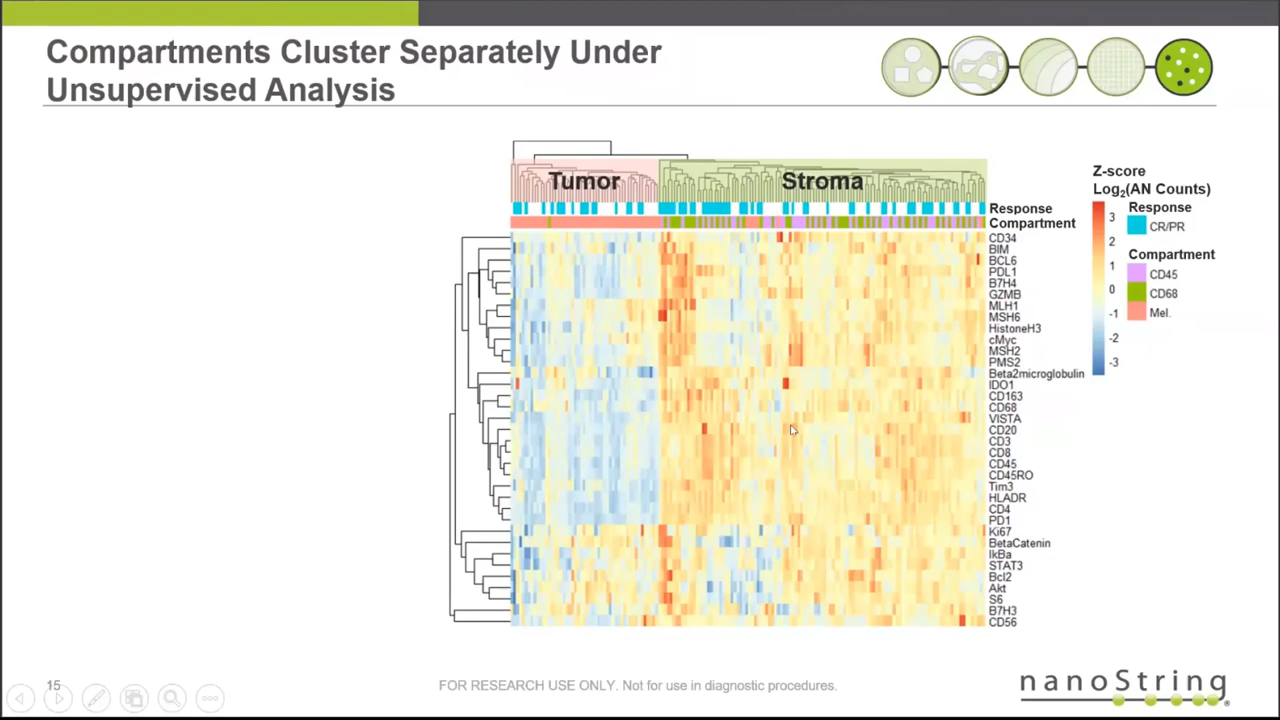 Compartments Cluster Separately Under
Unsupervised Analysis
Tumor
Stroma
Response
Compartment
CD34
BIM
BCL6
PDL1
B7H4
GZMB
MLH1
MSH6
HistoneH3
cMyc
MSH2
PMS2
Beta2microglobulin
IDO1
CD163
CD68
VISTA
CD20
CD3
CD8
CD45
CD45RO
Tim3
HLADR
CD4
PD1
Ki67
BetaCatenin
IkBa
STAT3
Bcl2
Akt
S6
B7H3
CD56
Z-score
Log₂(AN Counts)
3
2
1
0
-1
-2
-3
Response
CR/PR
Compartment
CD45
CD68
Mel.
15
FOR RESEARCH USE ONLY. Not for use in diagnostic procedures.
nanoString®